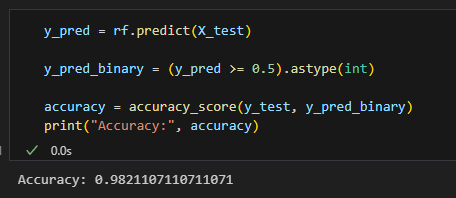 y_pred = rf.predict(X_test)
y_pred_binary = (y_pred >= 0.5).astype(int)
accuracy = accuracy_score(y_test, y_pred_binary)
print("Accuracy:", accuracy)
0.0s
Accuracy: 0.9821107110711071